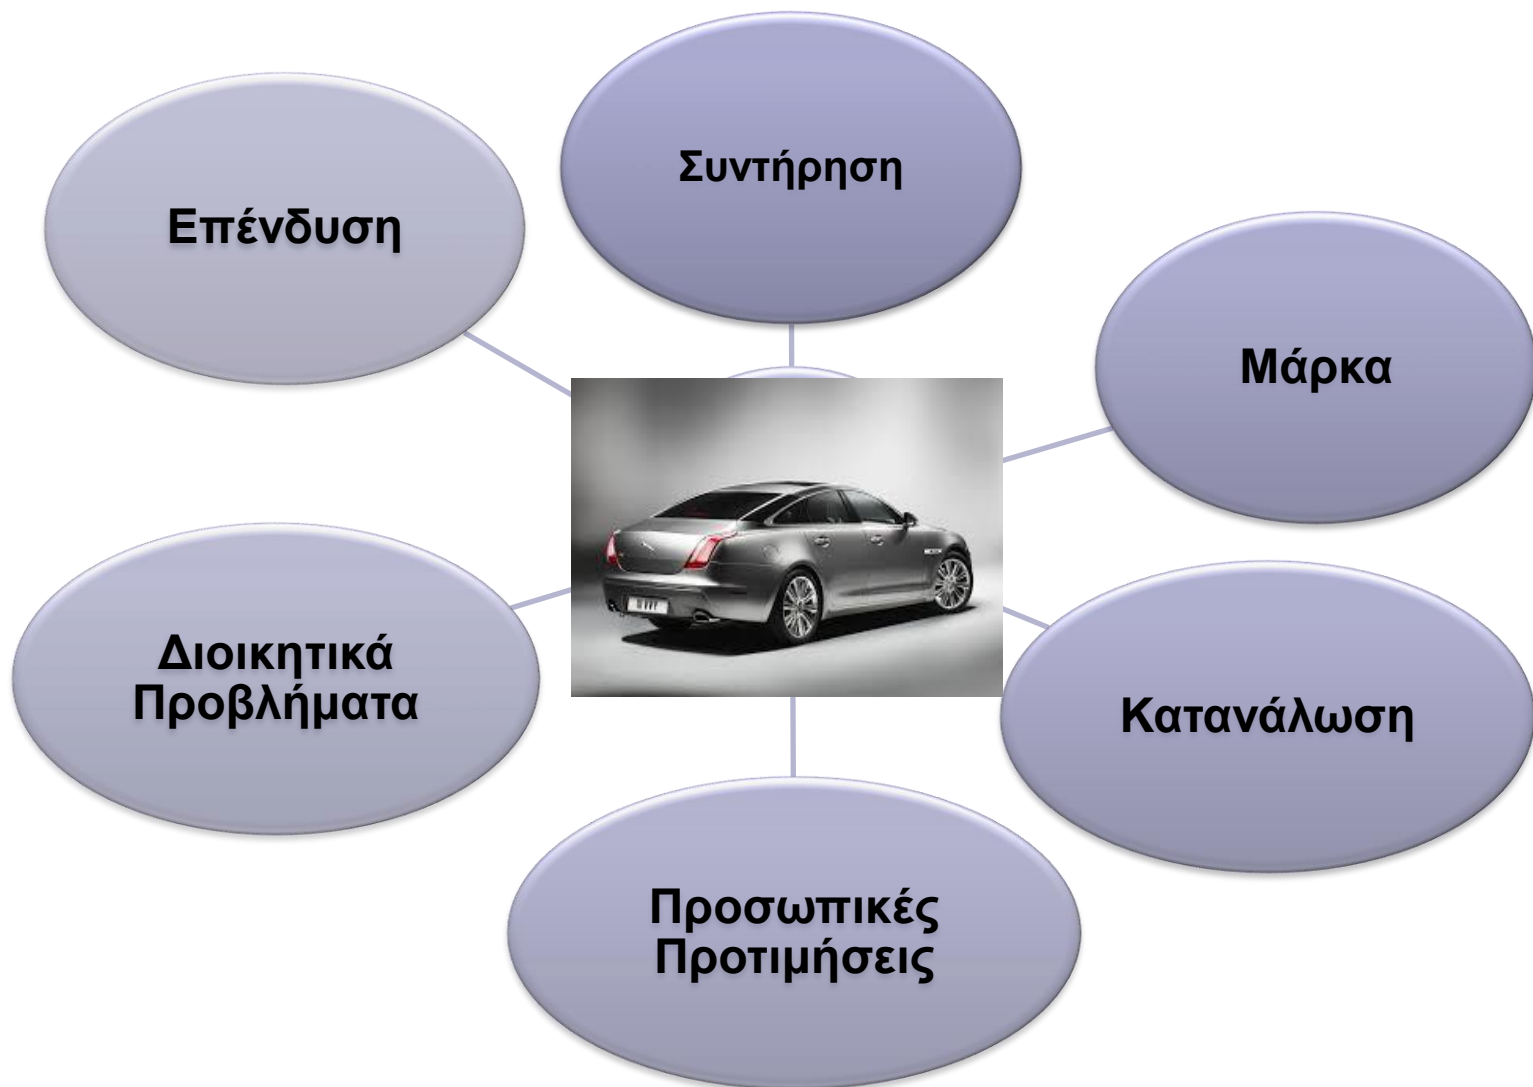 Συντήρηση
Επένδυση
Μάρκα
Διοικητικά
Προβλήματα
Κατανάλωση
Προσωπικές
Προτιμήσεις